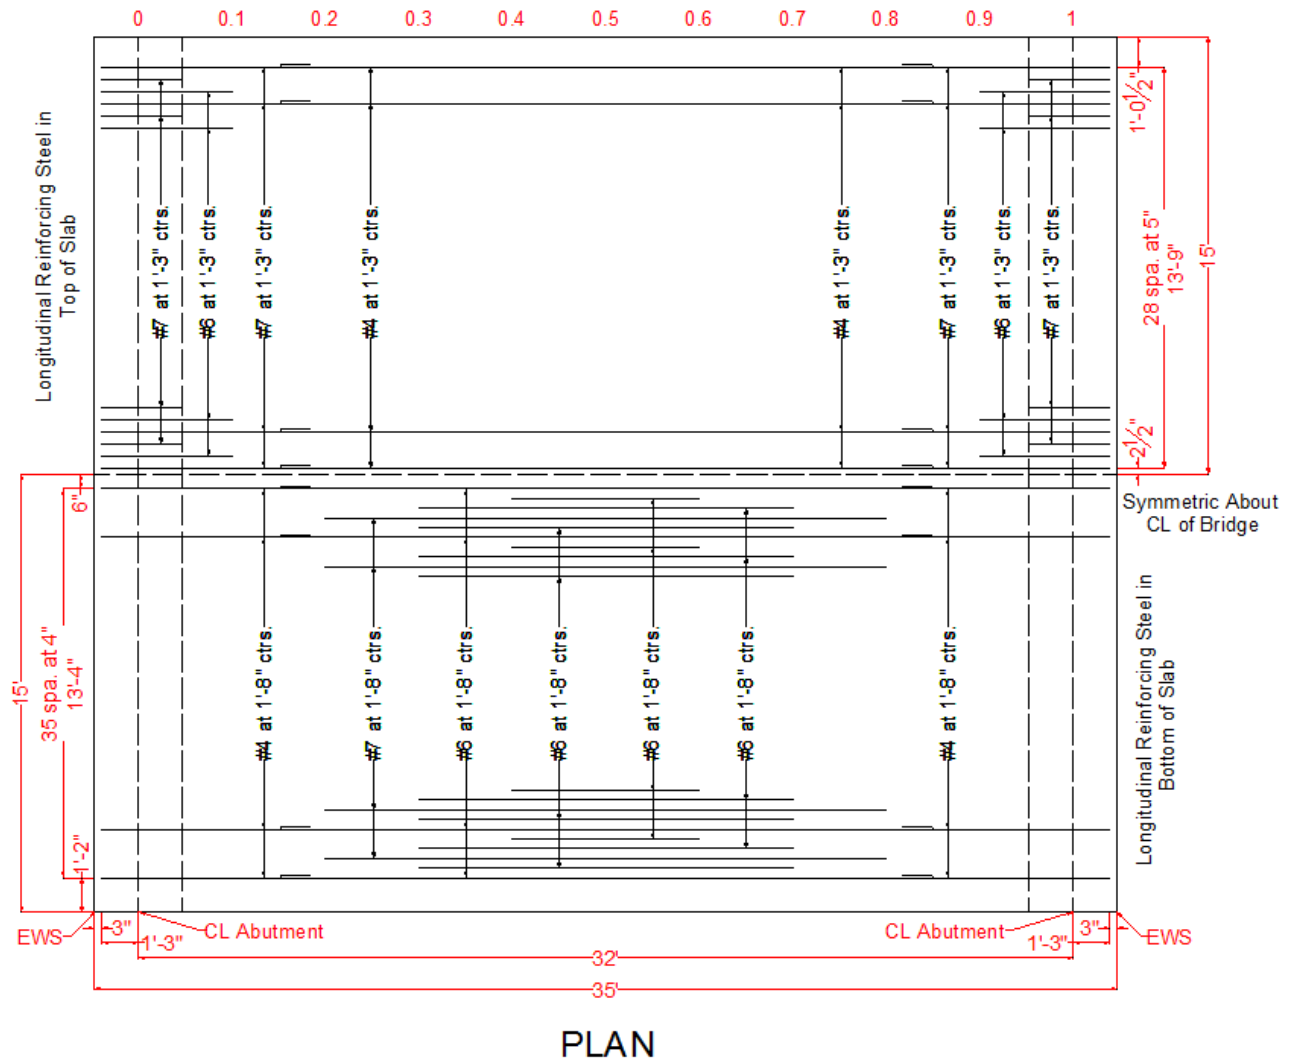 0 0.1 0.2 0.3 0.4 0.5 0.6 0.7 0.8 0.9 1
Longitudinal Reinforcing Steel in
Top of Slab
#7 at 1'-3" ctrs.
#6 at 1'-3" ctrs.
#7 at 1'-3" ctrs.
#4 at 1'-3" ctrs.
#4 at 1'-3" ctrs.
#7 at 1'-3" ctrs.
#6 at 1'-3" ctrs.
#7 at 1'-3" ctrs.
1'-0½"
28 spa. at 5"
13'-9"
15'
2½"
Symmetric About
CL of Bridge
6"
15'
35 spa. at 4"
13'-4"
1'-2"
#4 at 1'-8" ctrs.
#7 at 1'-8" ctrs.
#6 at 1'-8" ctrs.
#6 at 1'-8" ctrs.
#6 at 1'-8" ctrs.
#6 at 1'-8" ctrs.
#4 at 1'-8" ctrs.
Longitudinal Reinforcing Steel in
Bottom of Slab
EWS
3"
1'-3"
CL Abutment
CL Abutment
1'-3"
3"
EWS
32'
35'
PLAN